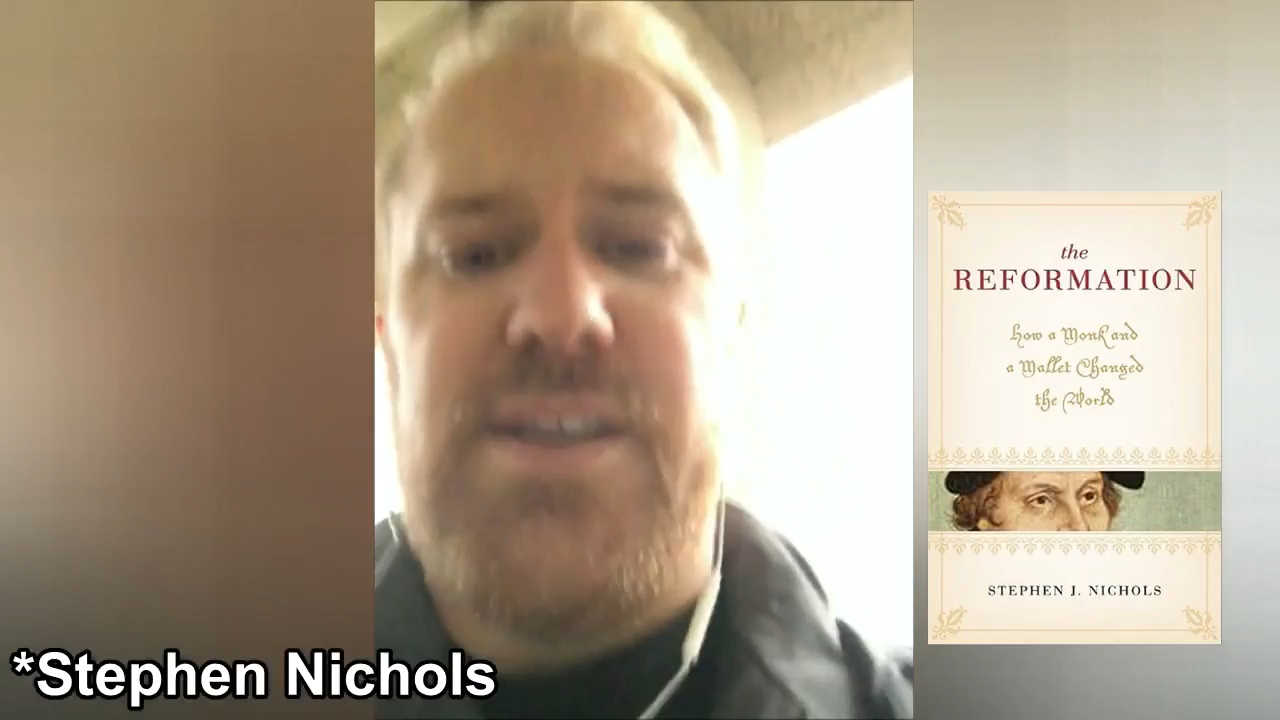 the
REFORMATION
How a Monk and
a Mallet Changed
the World
STEPHEN J. NICHOLS
*Stephen Nichols